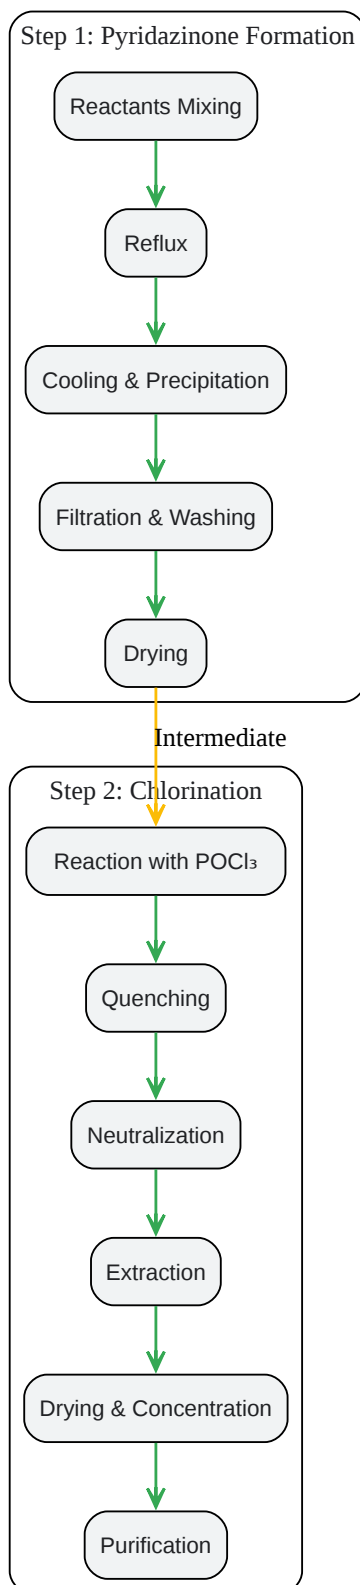 Step 1: Pyridazinone Formation
Reactants Mixing
Reflux
Cooling & Precipitation
Filtration & Washing
Drying
Intermediate
Step 2: Chlorination
Reaction with POCl₃
Quenching
Neutralization
Extraction
Drying & Concentration
Purification